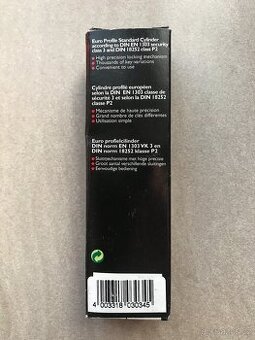 Euro Profile Standard Cylinder
according to DIN EN 1303 security
class 3 and DIN 18252 class P2
• High precision locking mechanism
• Thousands of key variations
• Convenient to use
Cylindre profile européen
selon la DIN EN 1303 classe de
sécurité 3 et selon la DIN 18252
classe P2
• Mécanisme de haute précision
• Grand nombre de clés différentes
• Utilisation simple
Euro profielcilinder
DIN norm EN 1303 VK 3 en
DIN norm 18252 klasse P2
• Sluitmechanisme met hoge precisie
• Groot aantal verschillende sluitingen
• Eenvoudige bediening
4 003318 030345